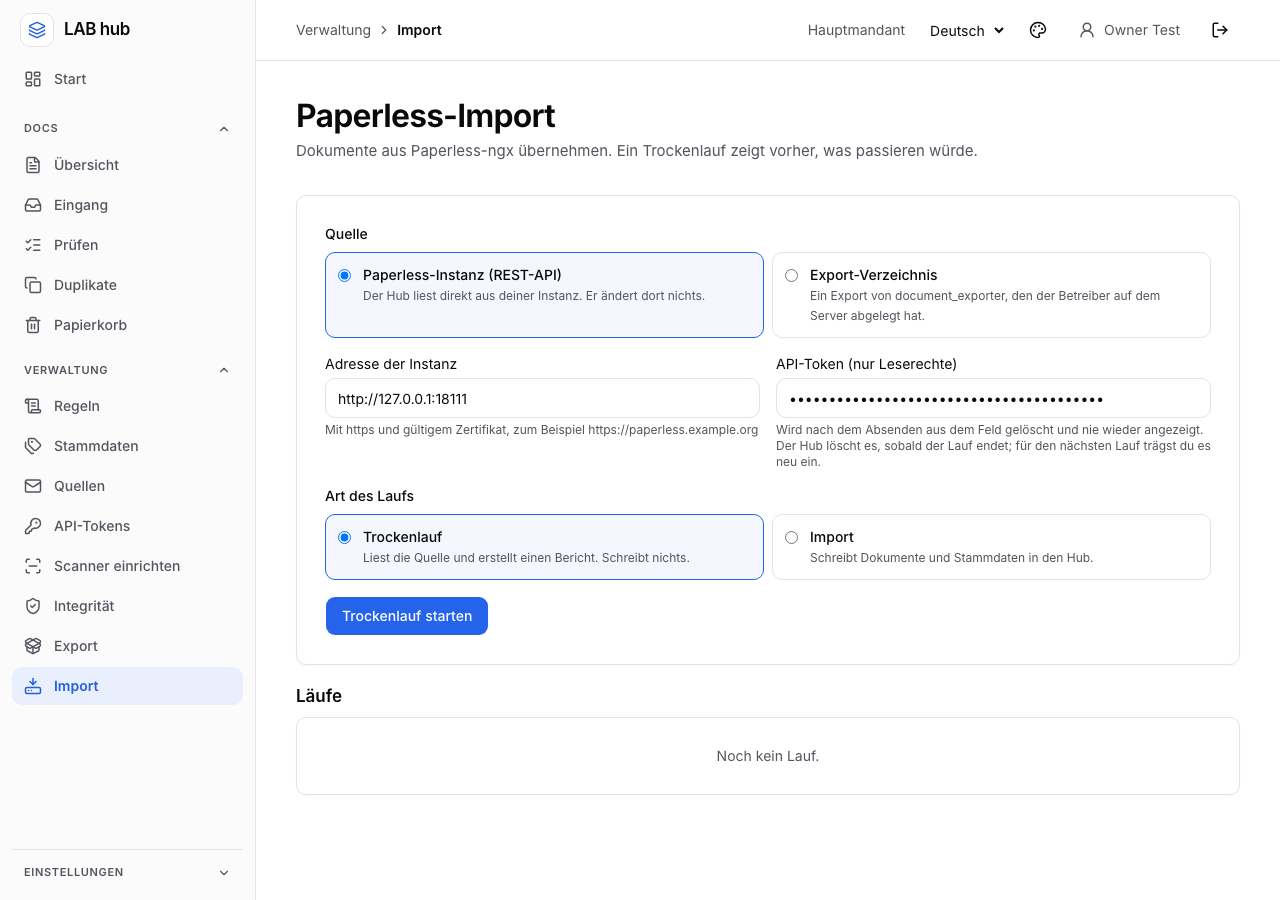 LAB hub
Verwaltung > Import
Hauptmandant
Deutsch
Owner Test
Start
DOCS
Übersicht
Eingang
Prüfen
Duplikate
Papierkorb
VERWALTUNG
Regeln
Stammdaten
Quellen
API-Tokens
Scanner einrichten
Integrität
Export
Import
EINSTELLUNGEN
Paperless-Import
Dokumente aus Paperless-ngx übernehmen. Ein Trockenlauf zeigt vorher, was passieren würde.
Quelle
Paperless-Instanz (REST-API)
Der Hub liest direkt aus deiner Instanz. Er ändert dort nichts.
Export-Verzeichnis
Ein Export von document_exporter, den der Betreiber auf dem
Server abgelegt hat.
Adresse der Instanz
http://127.0.0.1:18111
Mit https und gültigem Zertifikat, zum Beispiel https://paperless.example.org
API-Token (nur Leserechte)
••••••••••••••••••••••••••••••••••••••••
Wird nach dem Absenden aus dem Feld gelöscht und nie wieder angezeigt.
Der Hub löscht es, sobald der Lauf endet; für den nächsten Lauf trägst du es
neu ein.
Art des Laufs
Trockenlauf
Liest die Quelle und erstellt einen Bericht. Schreibt nichts.
Import
Schreibt Dokumente und Stammdaten in den Hub.
Trockenlauf starten
Läufe
Noch kein Lauf.